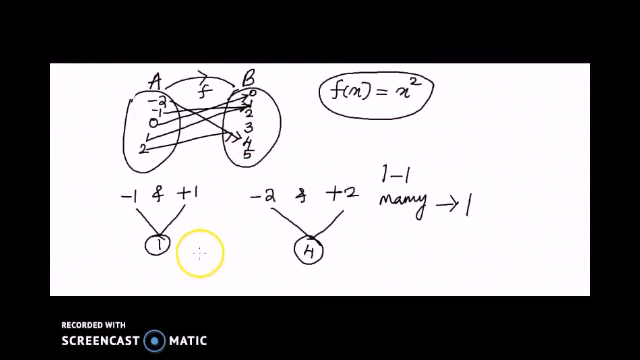 A f B
f(x) = x²
-2
-1
0
1
2
0
1
2
3
4
5
-1 & +1
1
-2 & +2
4
1-1
many → 1
RECORDED WITH
SCREENCAST MATIC